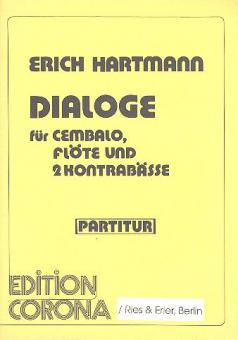 ERICH HARTMANN
DIALOGE
für CEMBALO,
FLÖTE UND
2 KONTRABÄSSE
PARTITUR
EDITION
CORONA
/ Ries & Erler, Berlin